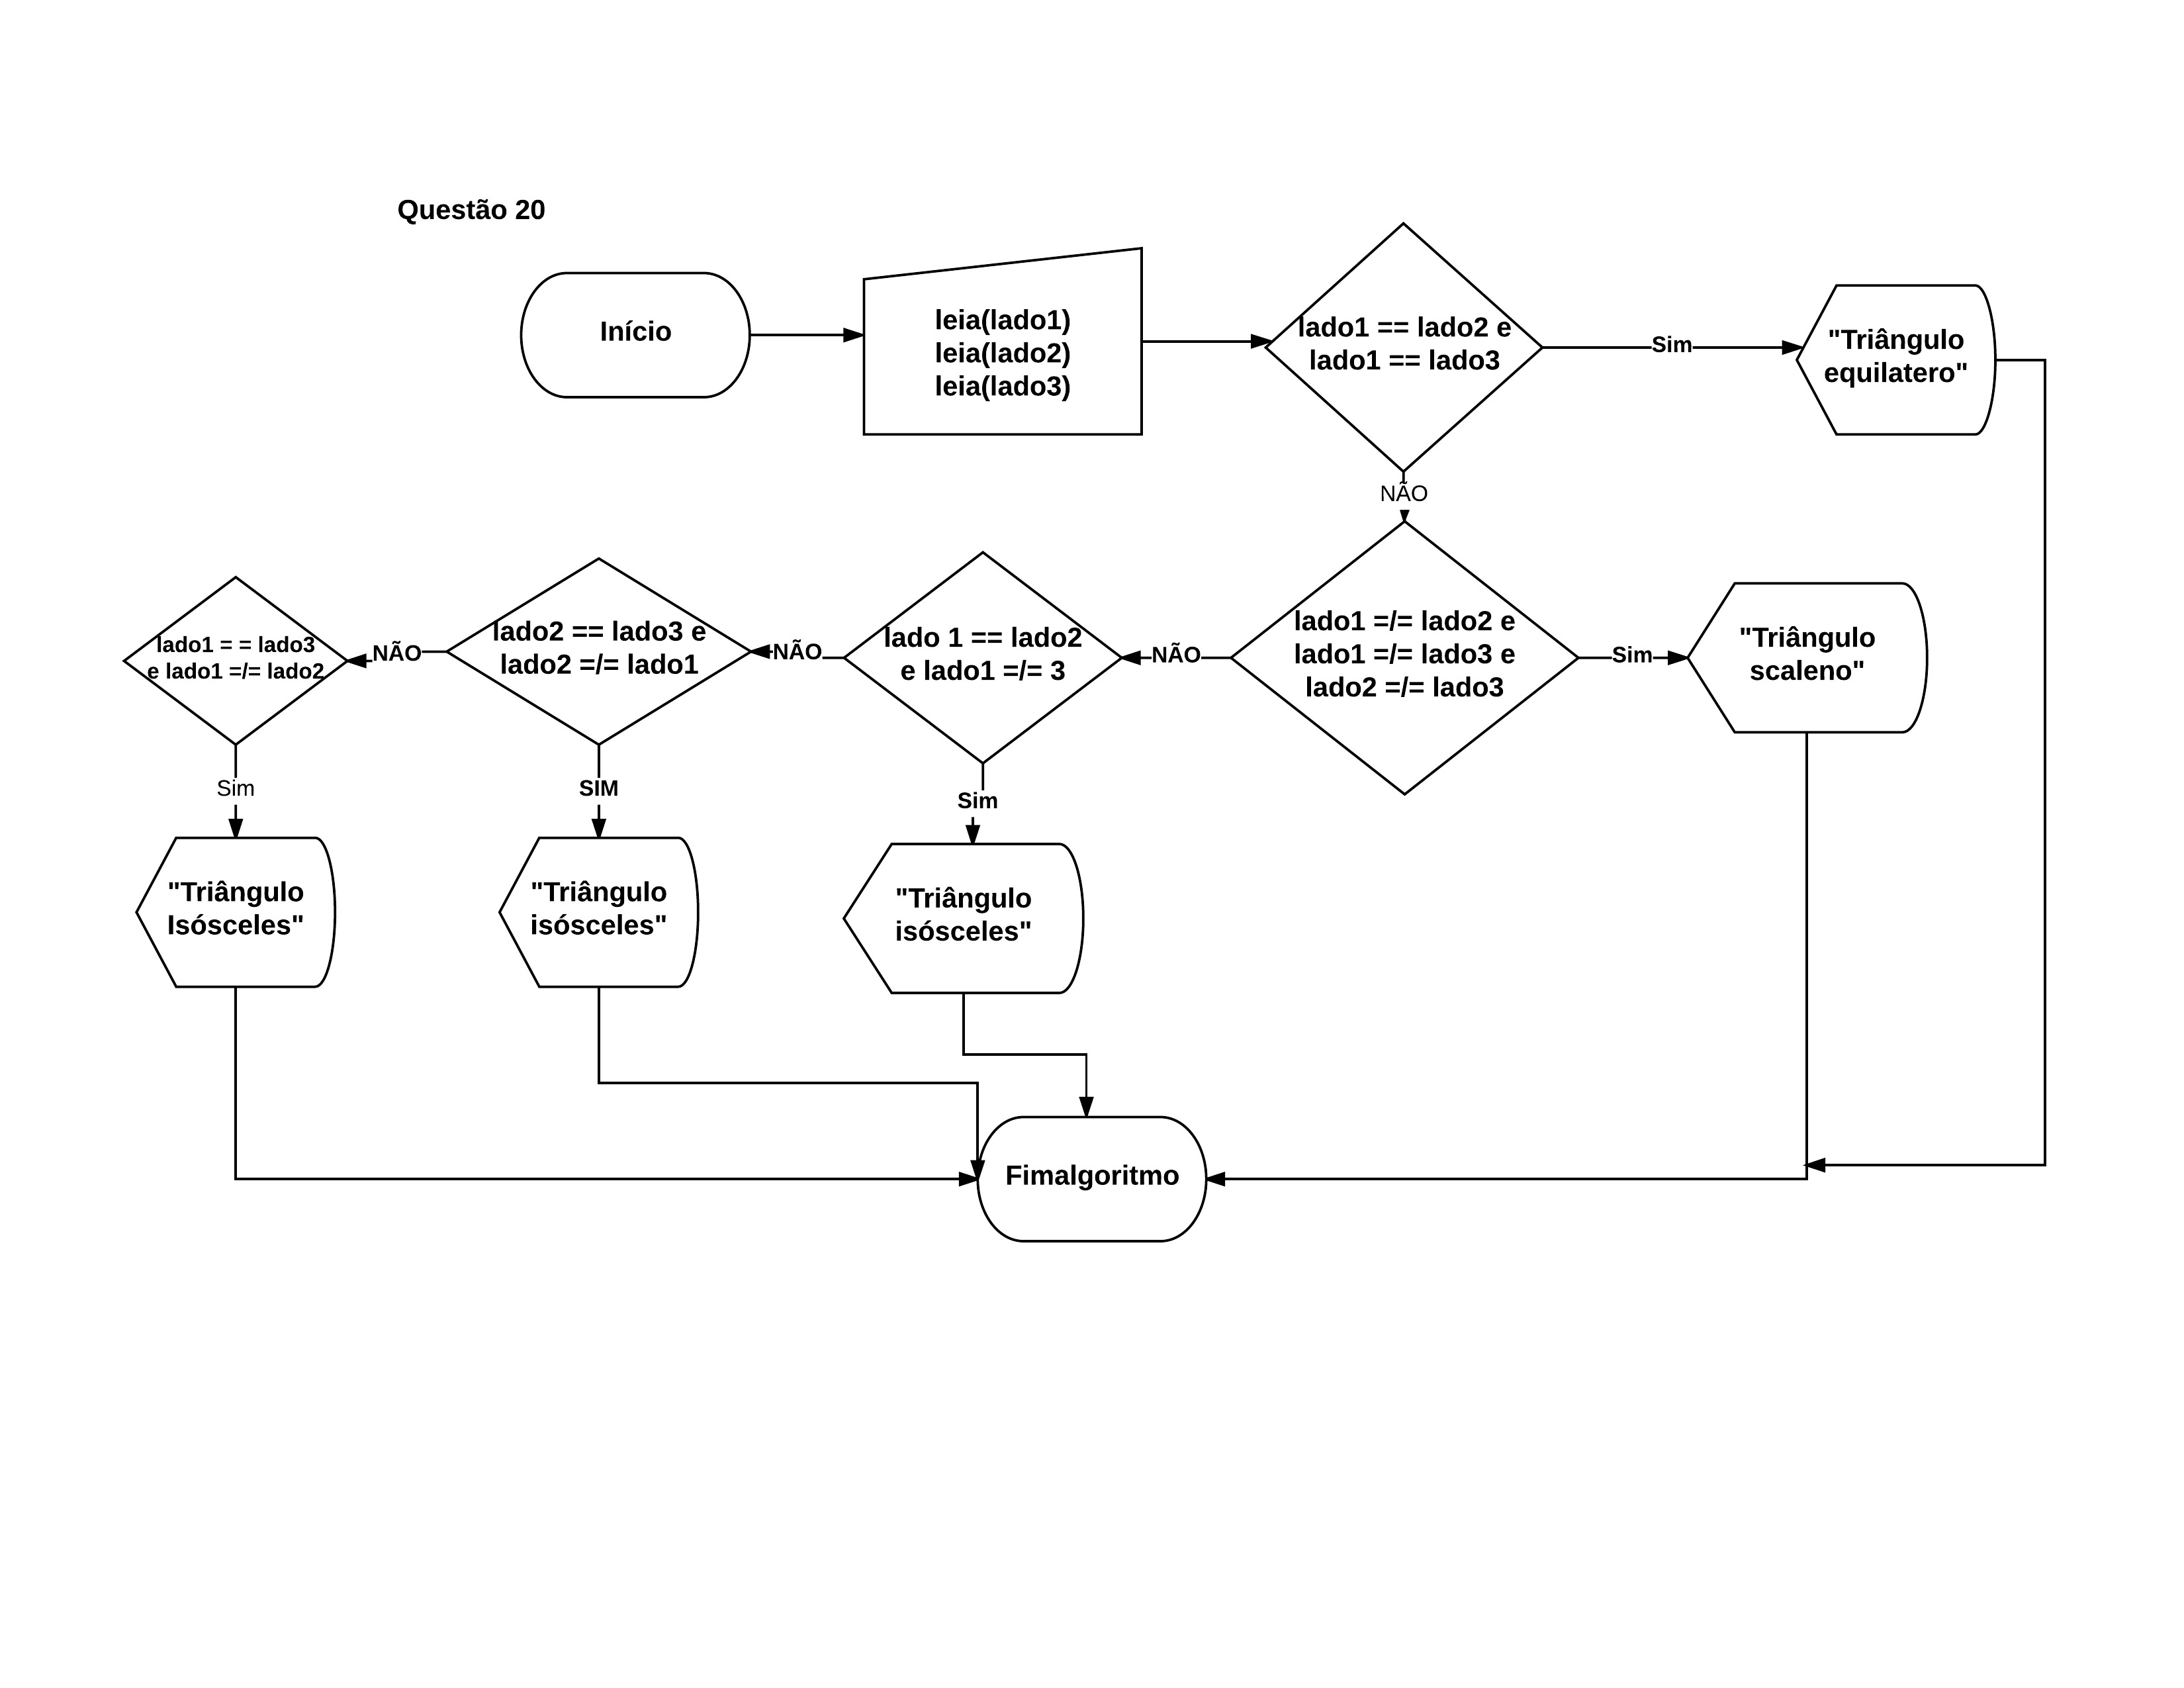 Questão 20
Início
leia(lado1)
leia(lado2)
leia(lado3)
lado1 == lado2 e
lado1 == lado3
Sim
"Triângulo
equilatero"
NÃO
lado1 =/= lado2 e
lado1 =/= lado3 e
lado2 =/= lado3
Sim
"Triângulo
scaleno"
NÃO
lado 1 == lado2
e lado1 =/= 3
NÃO
lado2 == lado3 e
lado2 =/= lado1
NÃO
lado1 = = lado3
e lado1 =/= lado2
Sim
SIM
Sim
"Triângulo
Isósceles"
"Triângulo
isósceles"
"Triângulo
isósceles"
Fimalgoritmo